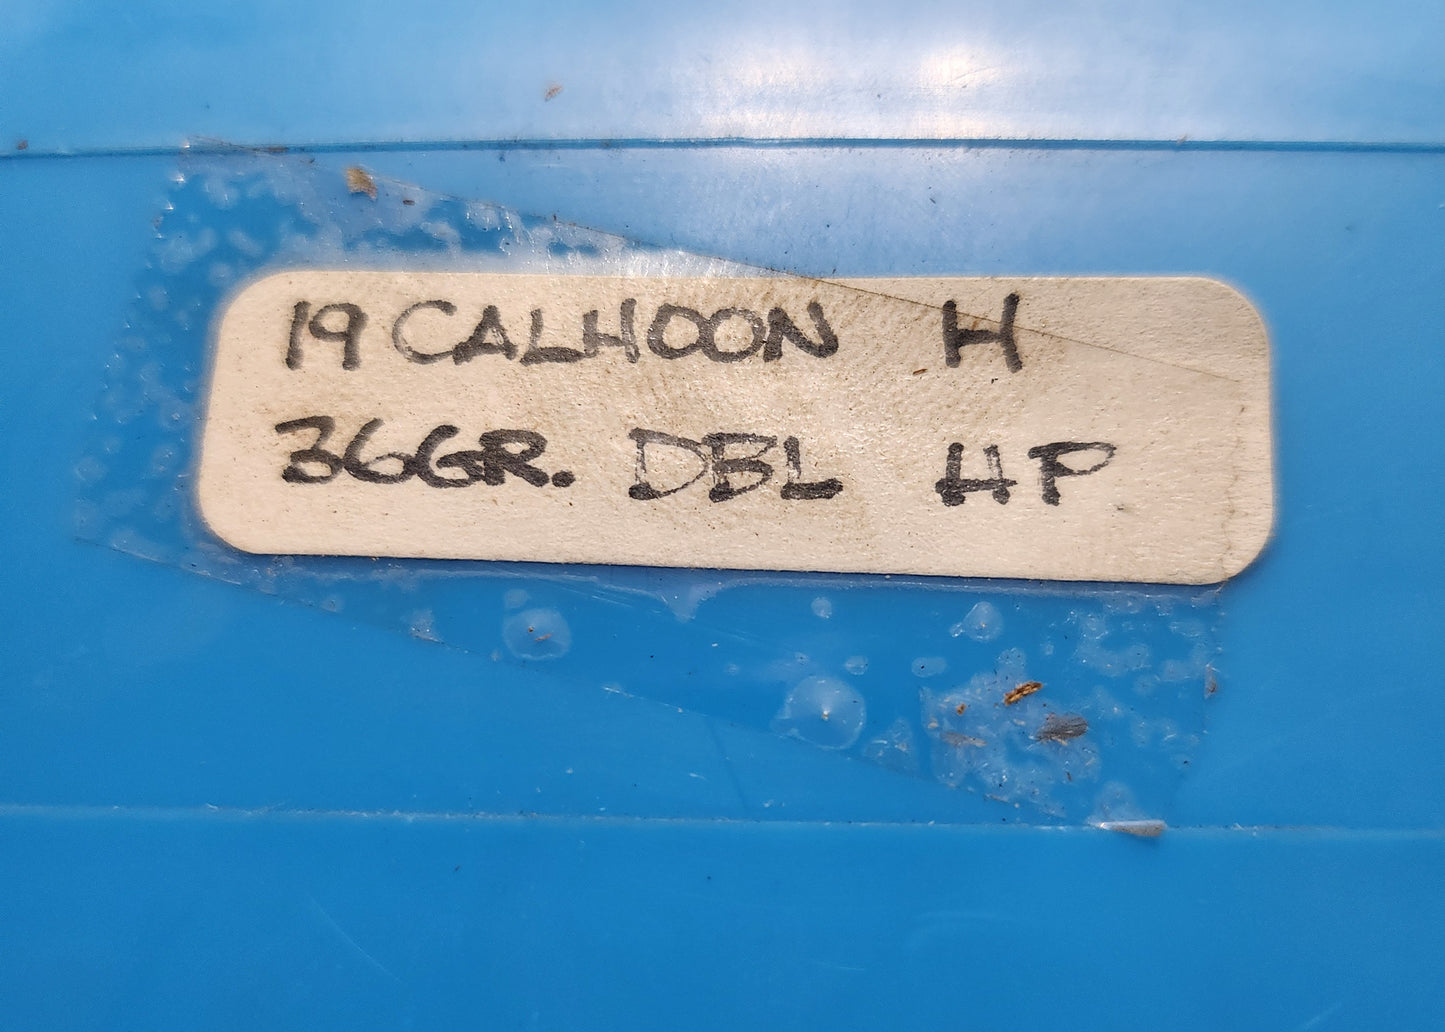 19 CALHOON H
36GR. DBL HP